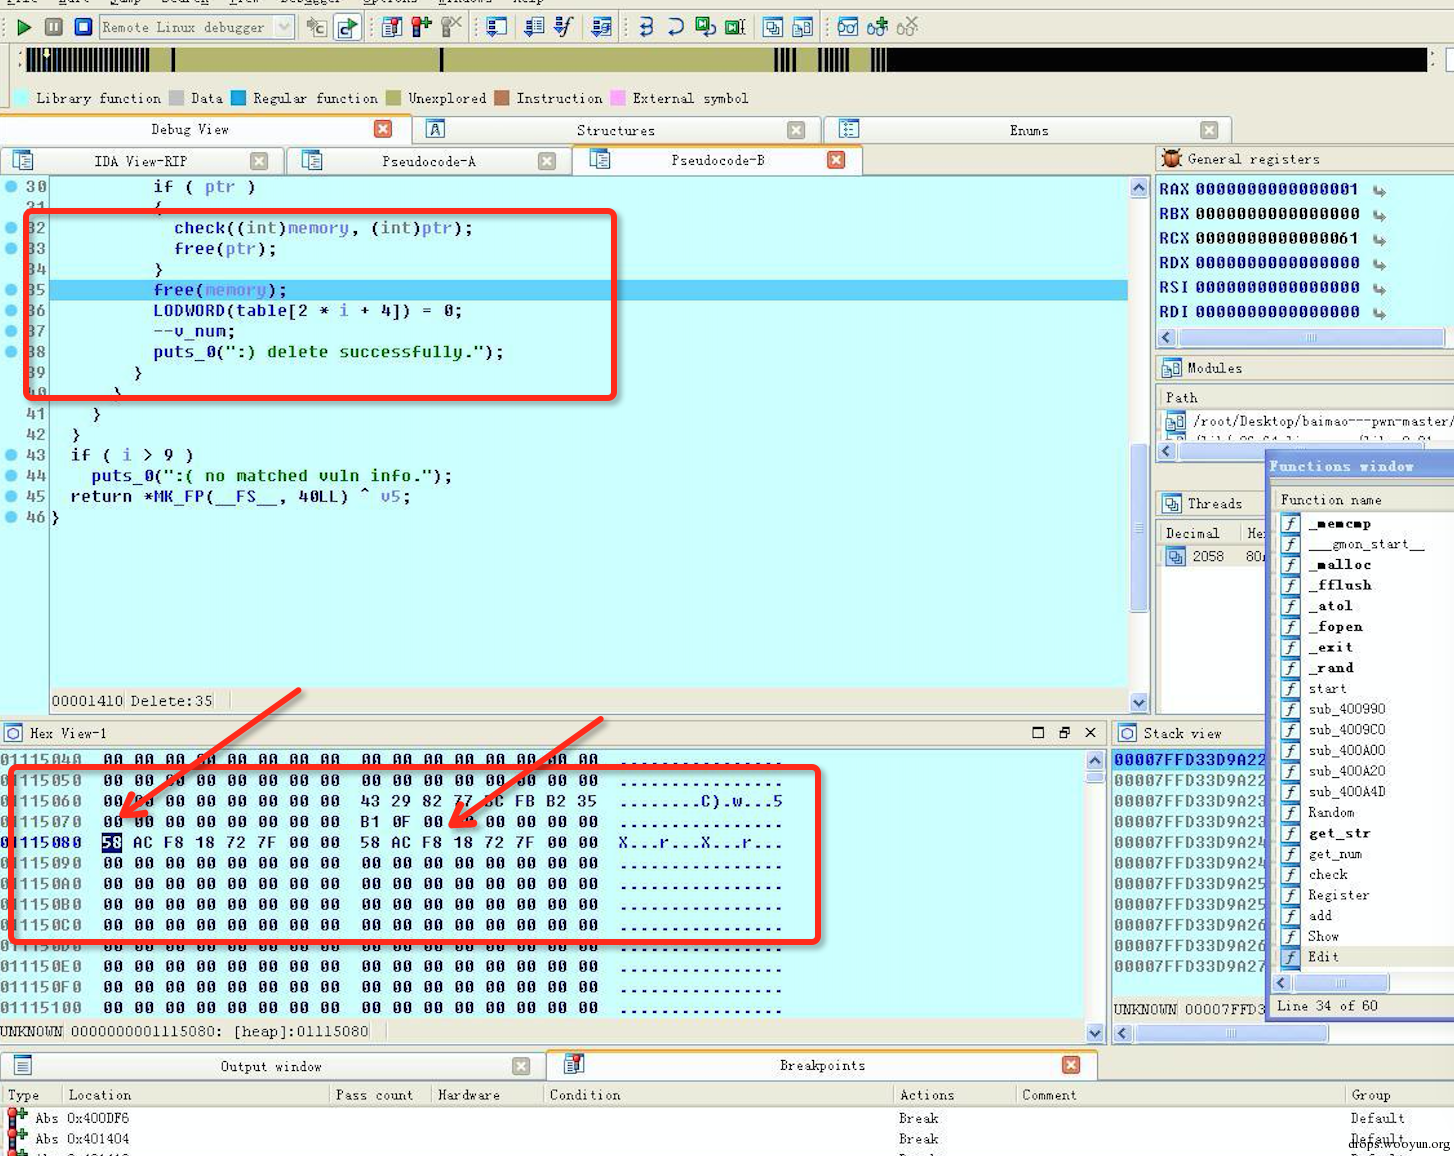 Remote Linux debugger
Library function Data Regular function Unexplored Instruction External symbol
Debug View Structures Enums
IDA View-RIP Pseudocode-A Pseudocode-B
30 if ( ptr )
31 {
32 check((int)memory, (int)ptr);
33 free(ptr);
34 }
35 free(memory);
36 LODWORD(table[2 * i + 4]) = 0;
37 --v_num;
38 puts_0(":) delete successfully.");
39 }
40 }
41 }
42 }
43 if ( i > 9 )
44 puts_0(":( no matched vuln info.");
45 return *MK_FP(__FS__, 40LL) ^ v5;
46 }
00001410 Delete:35
General registers
RAX 0000000000000001
RBX 0000000000000000
RCX 0000000000000061
RDX 0000000000000000
RSI 0000000000000000
RDI 0000000000000000
Modules
Path
/root/Desktop/baimao---pwn-master/
Threads
Decimal He
2058 80
Functions window
Function name
_memcmp
___gmon_start__
_malloc
_fflush
_atol
_fopen
_exit
_rand
start
sub_400990
sub_4009C0
sub_400A00
sub_400A20
sub_400A4D
Random
get_str
get_num
check
Register
add
Show
Edit
Line 34 of 60
Hex View-1
01115040 00 00 00 00 00 00 00 00 00 00 00 00 00 00 00 00 ................
01115050 00 00 00 00 00 00 00 00 00 00 00 00 00 00 00 00 ................
01115060 00 00 00 00 00 00 00 00 43 29 82 77 FB B2 35 ........C).w...5
01115070 00 00 00 00 00 00 00 00 B1 0F 00 00 00 00 00 ................
01115080 58 AC F8 18 72 7F 00 00 58 AC F8 18 72 7F 00 00 X...r...X...r...
01115090 00 00 00 00 00 00 00 00 00 00 00 00 00 00 00 00 ................
011150A0 00 00 00 00 00 00 00 00 00 00 00 00 00 00 00 00 ................
011150B0 00 00 00 00 00 00 00 00 00 00 00 00 00 00 00 00 ................
011150C0 00 00 00 00 00 00 00 00 00 00 00 00 00 00 00 00 ................
011150D0 00 00 00 00 00 00 00 00 00 00 00 00 00 00 00 00 ................
011150E0 00 00 00 00 00 00 00 00 00 00 00 00 00 00 00 00 ................
011150F0 00 00 00 00 00 00 00 00 00 00 00 00 00 00 00 00 ................
01115100 00 00 00 00 00 00 00 00 00 00 00 00 00 00 00 00 ................
UNKNOWN 0000000001115080: [heap]:01115080
Stack view
00007FFD33D9A22
00007FFD33D9A22
00007FFD33D9A23
00007FFD33D9A23
00007FFD33D9A24
00007FFD33D9A24
00007FFD33D9A25
00007FFD33D9A25
00007FFD33D9A26
00007FFD33D9A26
00007FFD33D9A27
UNKNOWN 00007FFD3
Output window Breakpoints
Type Location Pass count Hardware Condition Actions Comment Group
Abs 0x400DF6 Break Default
Abs 0x401404 Break Default
drops.wooyun.org